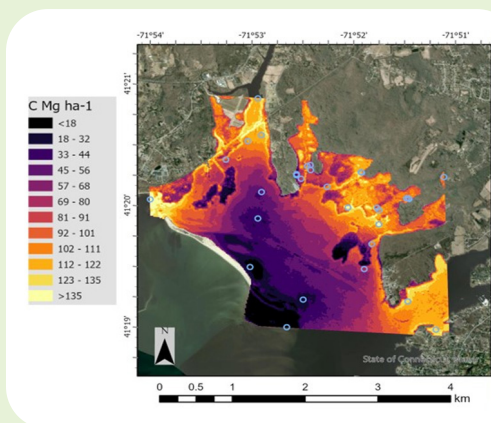 -71°54' -71°53' -71°52' -71°51'
41°21'
41°20'
41°19'
C Mg ha-1
<18
18 - 32
33 - 44
45 - 56
57 - 68
69 - 80
81 - 91
92 - 101
102 - 111
112 - 122
123 - 135
>135
N
State of
0 0.5 1 2 3 4
km